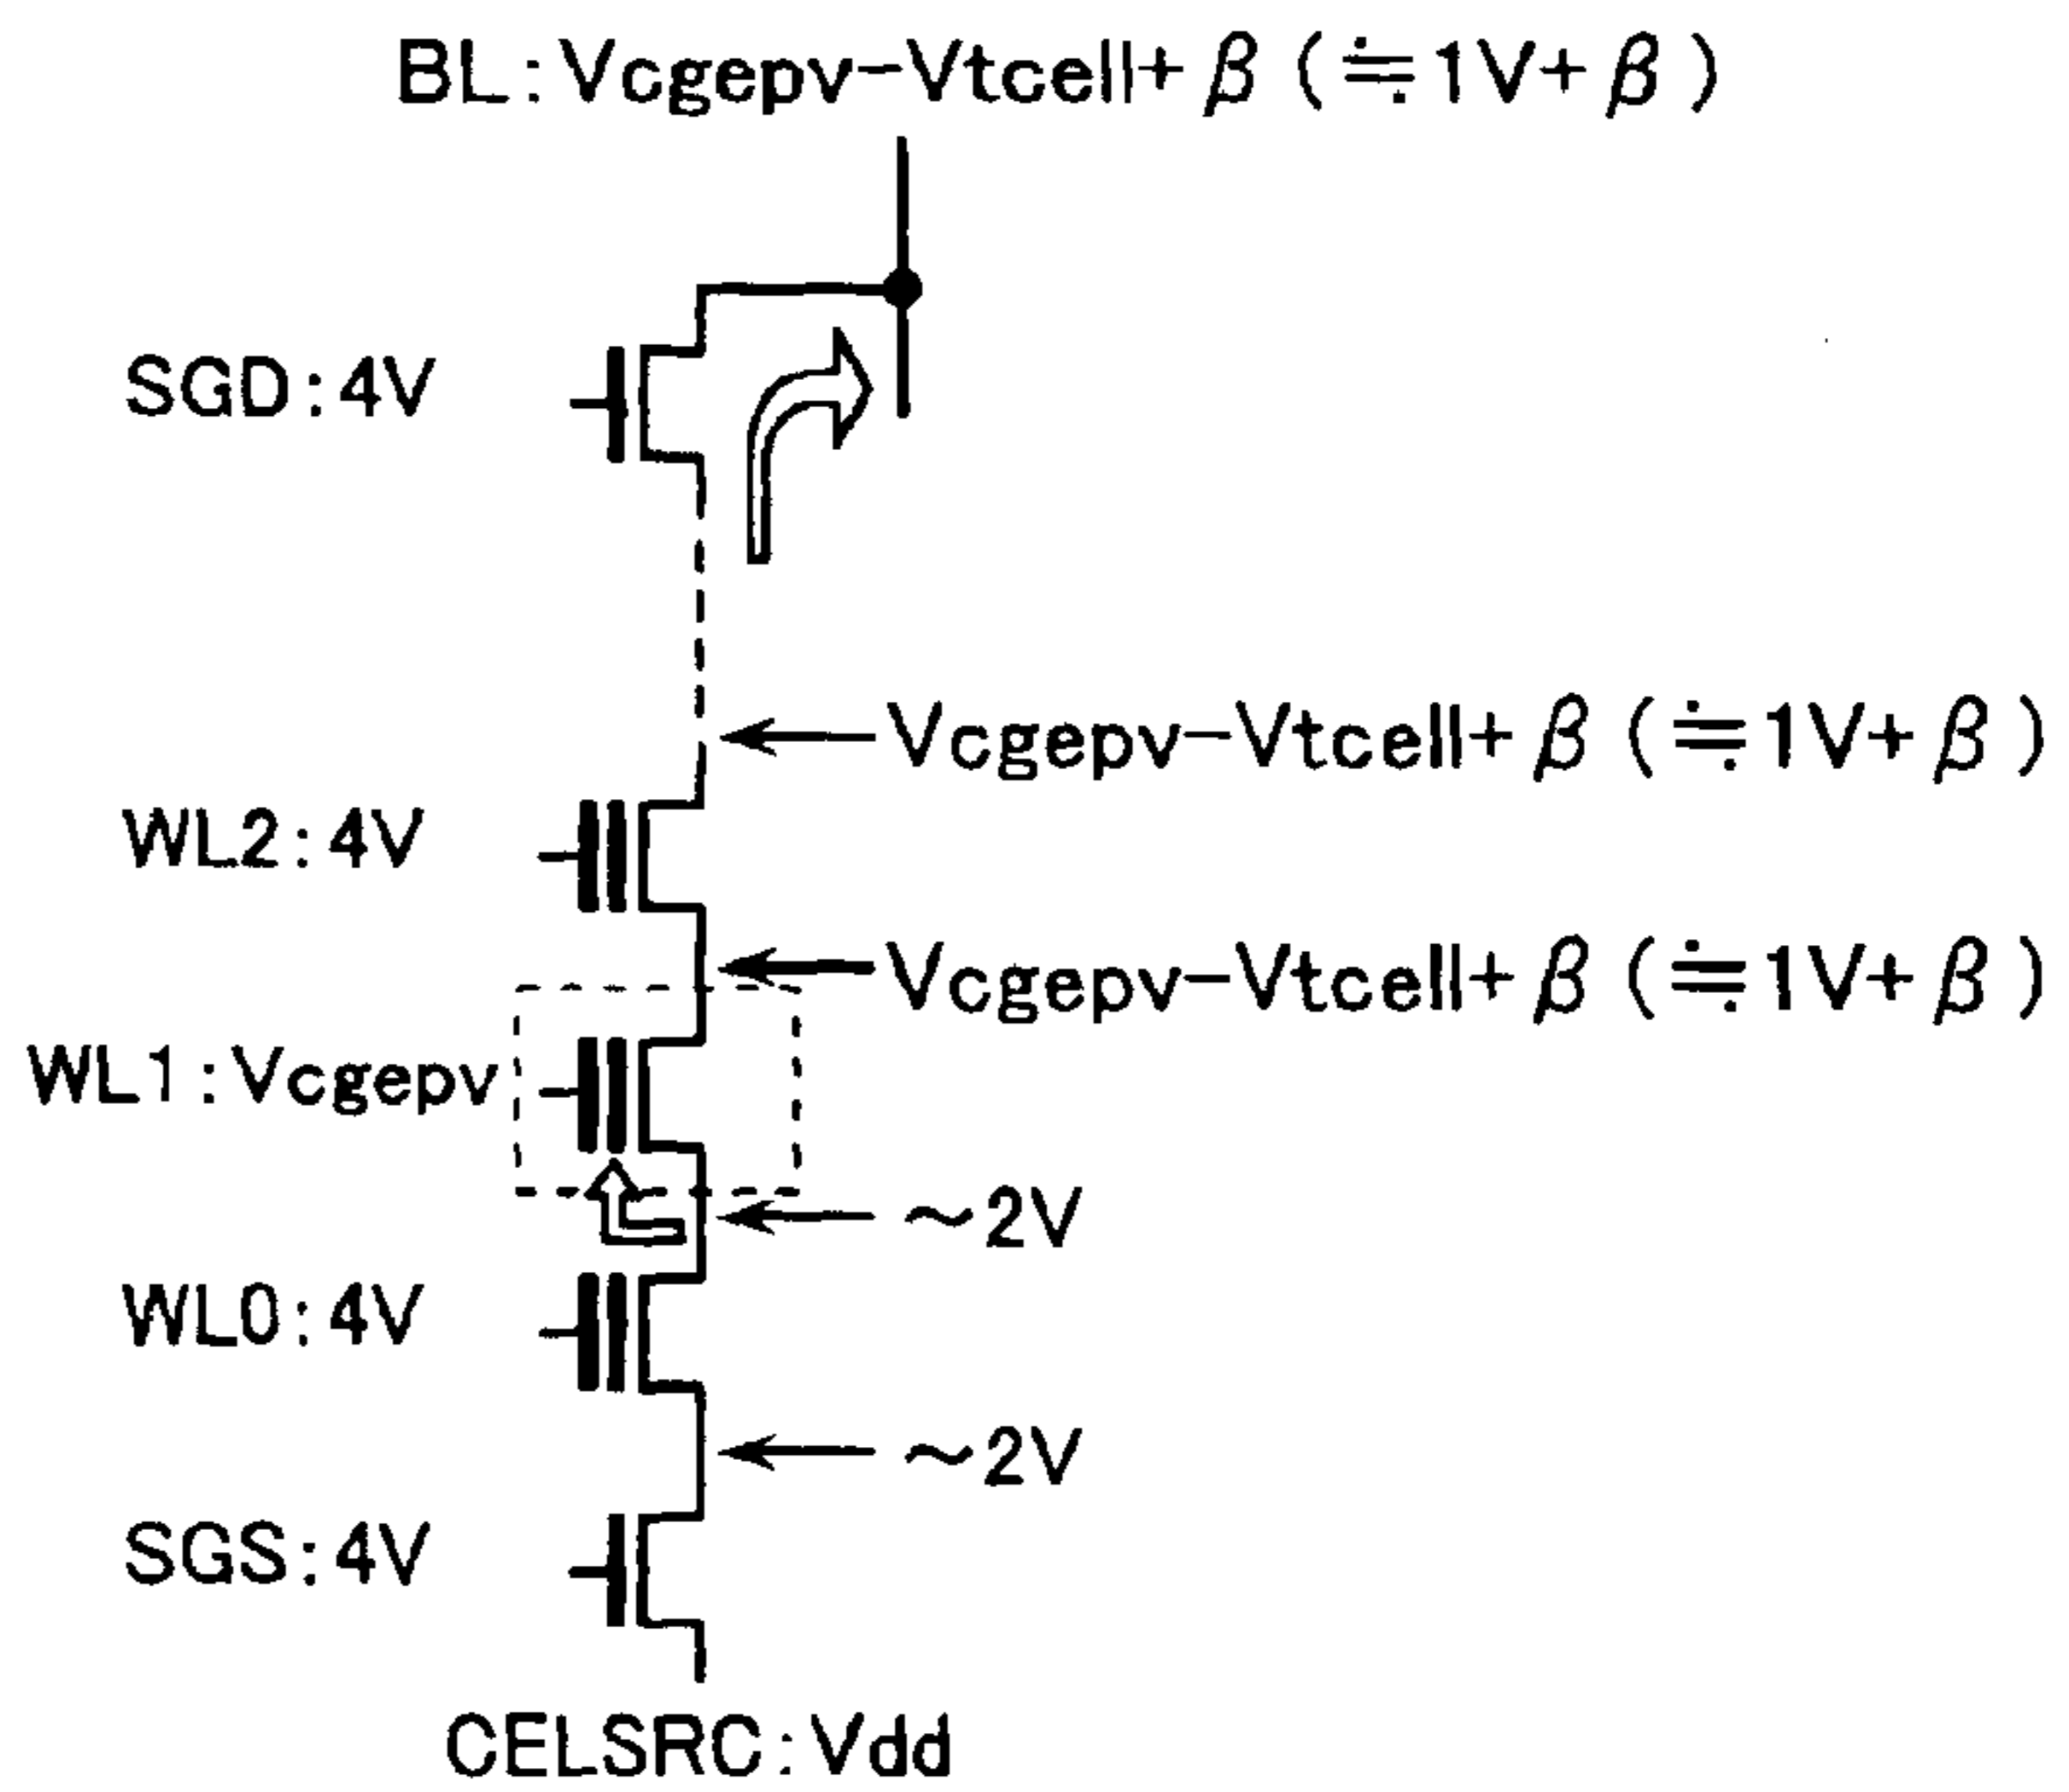 BL:Vcgepv-Vtcell+β(≒1V+β)
SGD:4V
Vcgepv-Vtcell+β(≒1V+β)
WL2:4V
Vcgepv-Vtcell+β(≒1V+β)
WL1:Vcgepv
~2V
WL0:4V
~2V
SGS:4V
CELSRC:Vdd